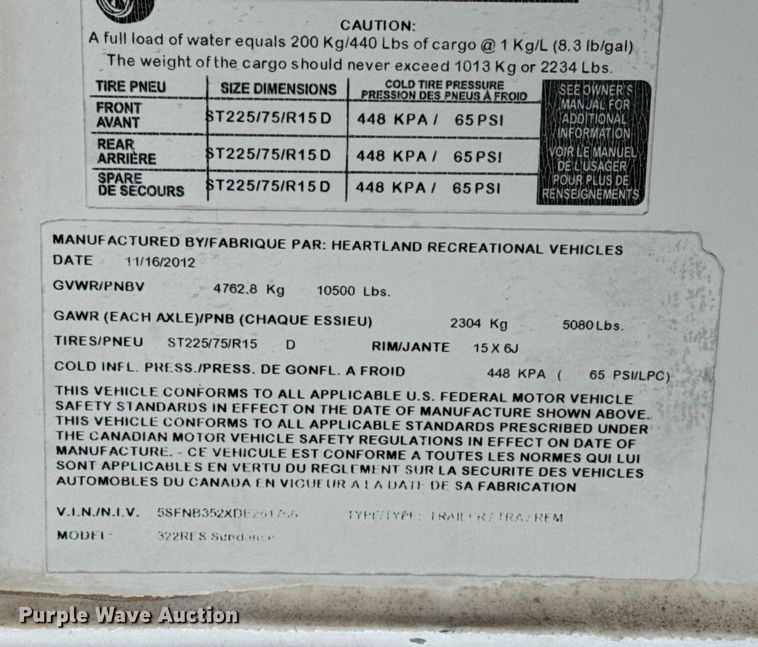 CAUTION:
A full load of water equals 200 Kg/440 Lbs of cargo @ 1 Kg/L (8.3 lb/gal)
The weight of the cargo should never exceed 1013 Kg or 2234 Lbs.
TIRE PNEU SIZE DIMENSIONS COLD TIRE PRESSURE
PRESSION DES PNEUS À FROID
FRONT
AVANT ST225/75/R15 D 448 KPA / 65 PSI
REAR
ARRIÈRE ST225/75/R15 D 448 KPA / 65 PSI
SPARE
DE SECOURS ST225/75/R15 D 448 KPA / 65 PSI
SEE OWNER'S
MANUAL FOR
ADDITIONAL
INFORMATION
VOIR LE MANUEL
DE L'USAGER
POUR PLUS DE
RENSEIGNEMENTS
MANUFACTURED BY/FABRIQUE PAR: HEARTLAND RECREATIONAL VEHICLES
DATE 11/16/2012
GVWR/PNBV 4762.8 Kg 10500 Lbs.
GAWR (EACH AXLE)/PNB (CHAQUE ESSIEU) 2304 Kg 5080 Lbs.
TIRES/PNEU ST225/75/R15 D RIM/JANTE 15 X 6J
COLD INFL. PRESS./PRESS. DE GONFL. A FROID 448 KPA ( 65 PSI/LPC)
THIS VEHICLE CONFORMS TO ALL APPLICABLE U.S. FEDERAL MOTOR VEHICLE
SAFETY STANDARDS IN EFFECT ON THE DATE OF MANUFACTURE SHOWN ABOVE.
THIS VEHICLE CONFORMS TO ALL APPLICABLE STANDARDS PRESCRIBED UNDER
THE CANADIAN MOTOR VEHICLE SAFETY REGULATIONS IN EFFECT ON DATE OF
MANUFACTURE. - CE VEHICULE EST CONFORME A TOUTES LES NORMES QUI LUI
SONT APPLICABLES EN VERTU DU REGLEMENT SUR LA SECURITE DES VEHICLES
AUTOMOBLES DU CANADA EN VIGUEUR A LA DATE DE SA FABRICATION
V.I.N./N.I.V. TYPE/TYPE: TRAILER/TRA/REM
MODEL: 322RES Sundance
Purple Wave Auction